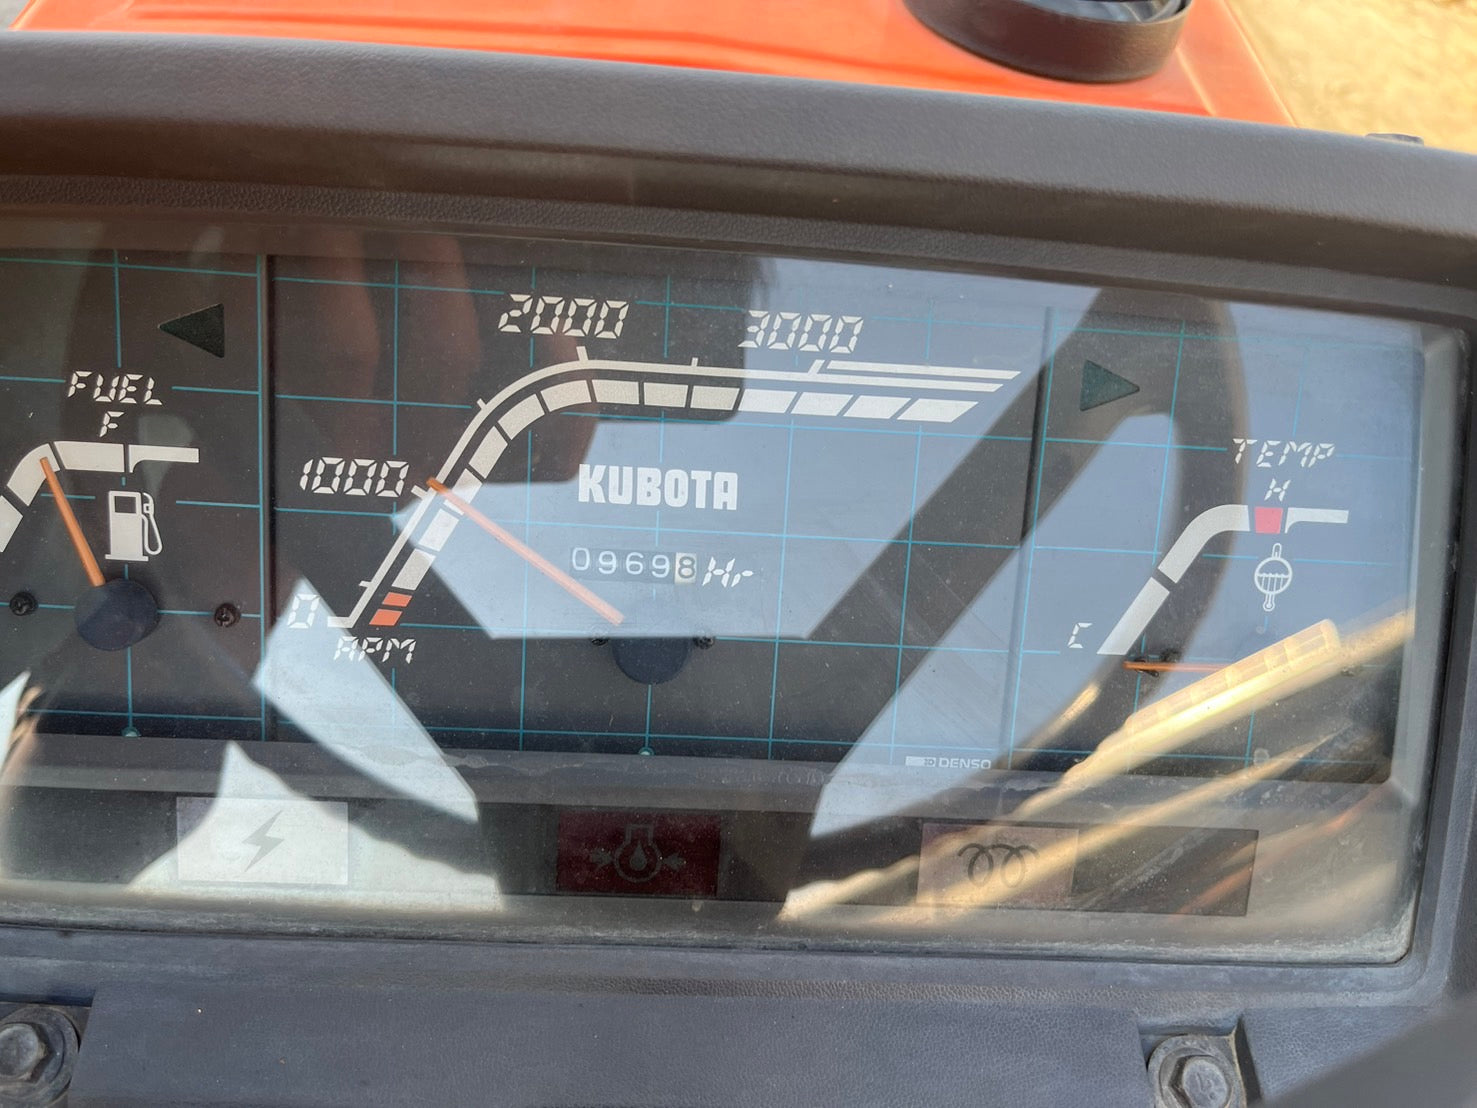 FUEL
F
0
1000
2000
3000
RPM
KUBOTA
09698 Hr
TEMP
H
C
DENSO